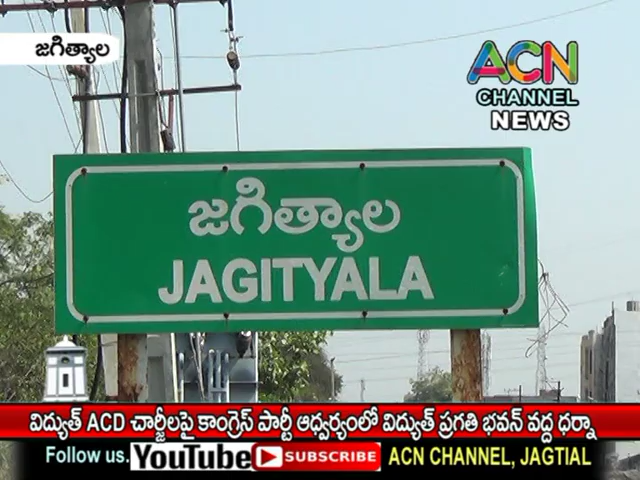 జగిత్యాల
ACN
CHANNEL
NEWS
జగిత్యాల
JAGITYALA
విద్యుత్ ACD చార్జీలపై కాంగ్రెస్ పార్టీ ఆధ్వర్యంలో విద్యుత్ ప్రగతి భవన్ వద్ద ధర్నా
Follow us. YouTube SUBSCRIBE ACN CHANNEL, JAGTIAL